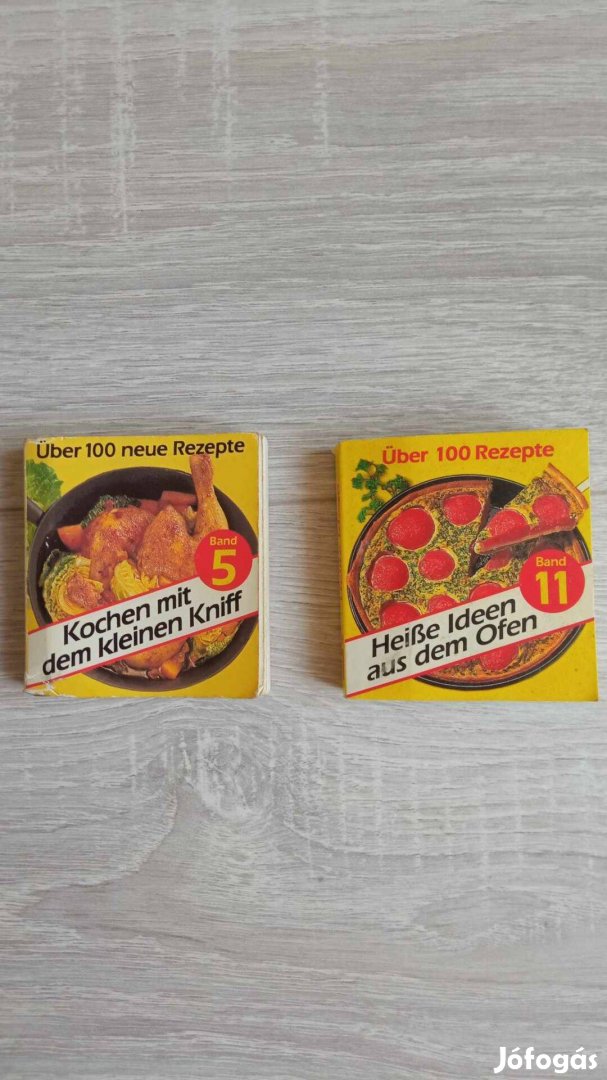 Über 100 neue Rezepte
Band
5
Kochen mit
dem kleinen Kniff
Über 100 Rezepte
Band
11
Heiße Ideen
aus dem Ofen
Jófogás